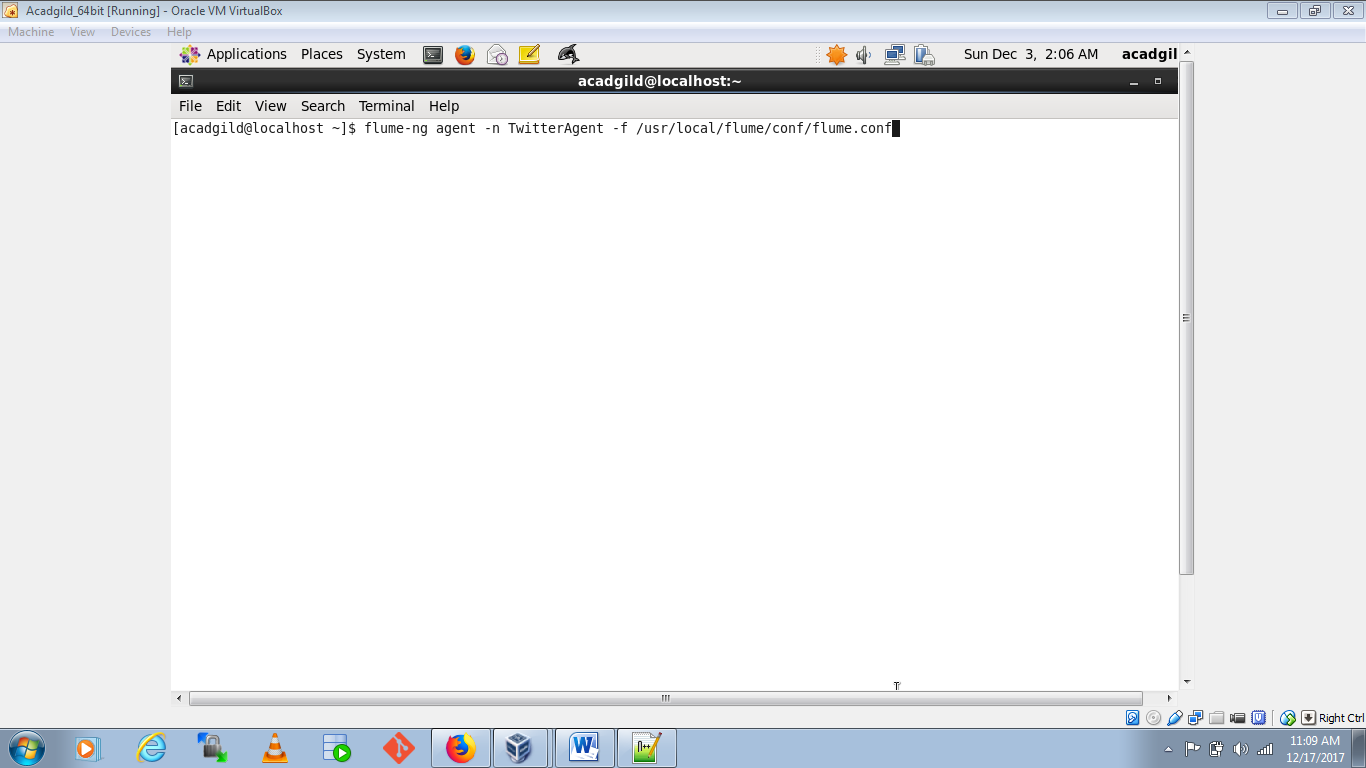 Acadgild_64bit [Running] - Oracle VM VirtualBox
Machine View Devices Help
Applications Places System Sun Dec 3, 2:06 AM acadgil
acadgild@localhost:~
File Edit View Search Terminal Help
[acadgild@localhost ~]$ flume-ng agent -n TwitterAgent -f /usr/local/flume/conf/flume.conf
Right Ctrl
11:09 AM
12/17/2017